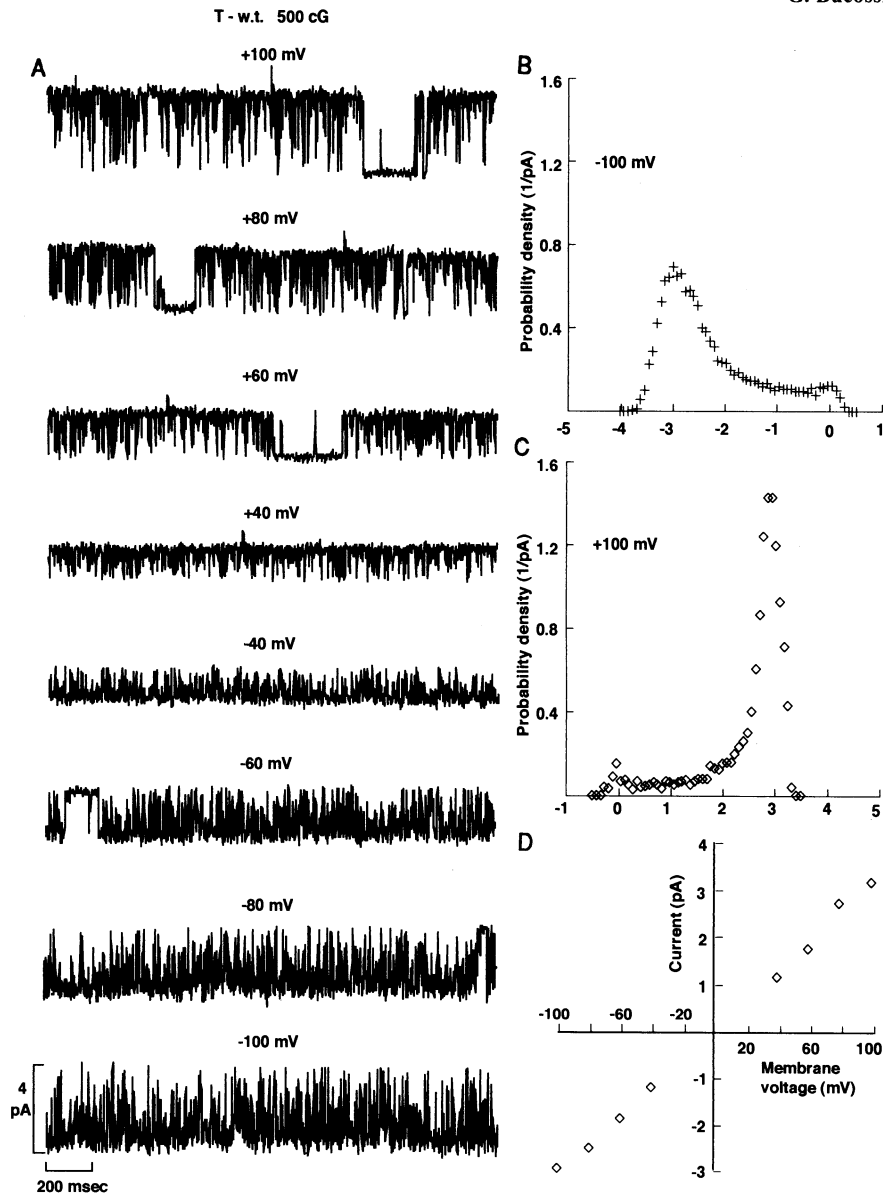 T - w.t. 500 cG
A
+100 mV
+80 mV
+60 mV
+40 mV
-40 mV
-60 mV
-80 mV
-100 mV
4
pA
200 msec
B
Probability density (1/pA)
1.6
1.2
0.8
0.4
-100 mV
-5 -4 -3 -2 -1 0 1
C
Probability density (1/pA)
1.6
1.2
0.8
0.4
+100 mV
-1 0 1 2 3 4 5
D
Current (pA)
4
3
2
1
-100 -60 -20
20 60 100
Membrane
voltage (mV)
-1
-2
-3